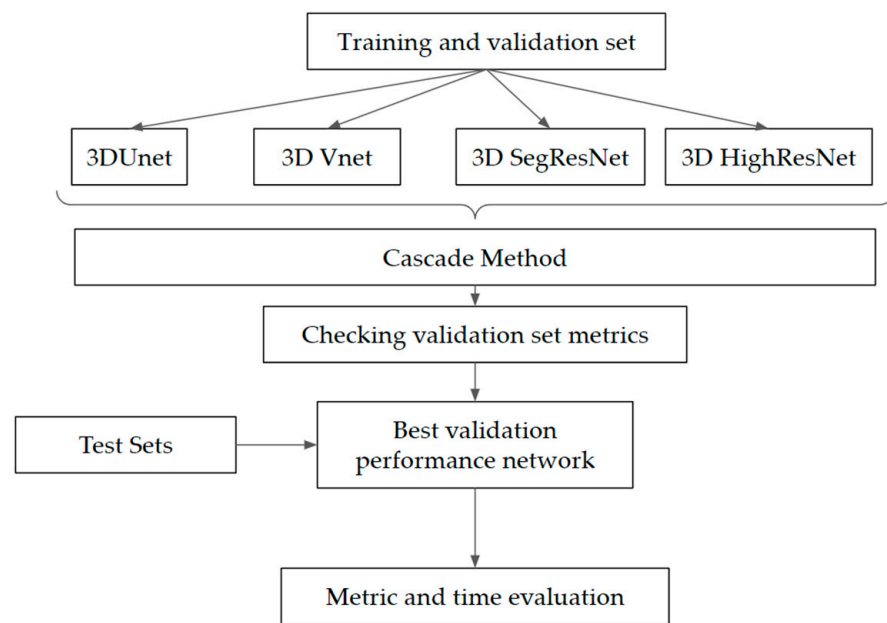 Training and validation set
3DUnet
3D Vnet
3D SegResNet
3D HighResNet
Cascade Method
Checking validation set metrics
Test Sets
Best validation
performance network
Metric and time evaluation